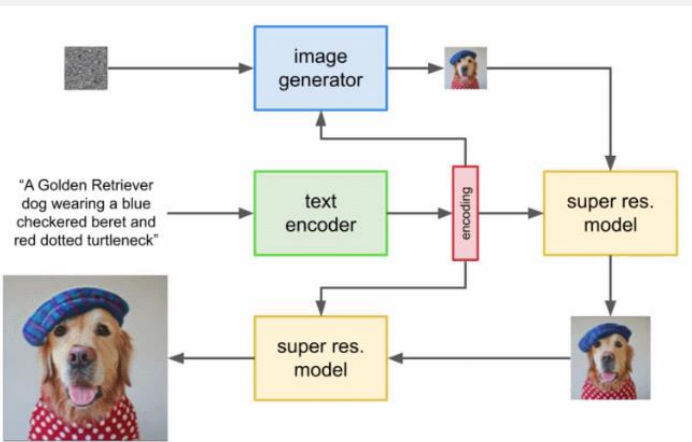 image
generator
"A Golden Retriever
dog wearing a blue
checkered beret and
red dotted turtleneck"
text
encoder
encoding
super res.
model
super res.
model